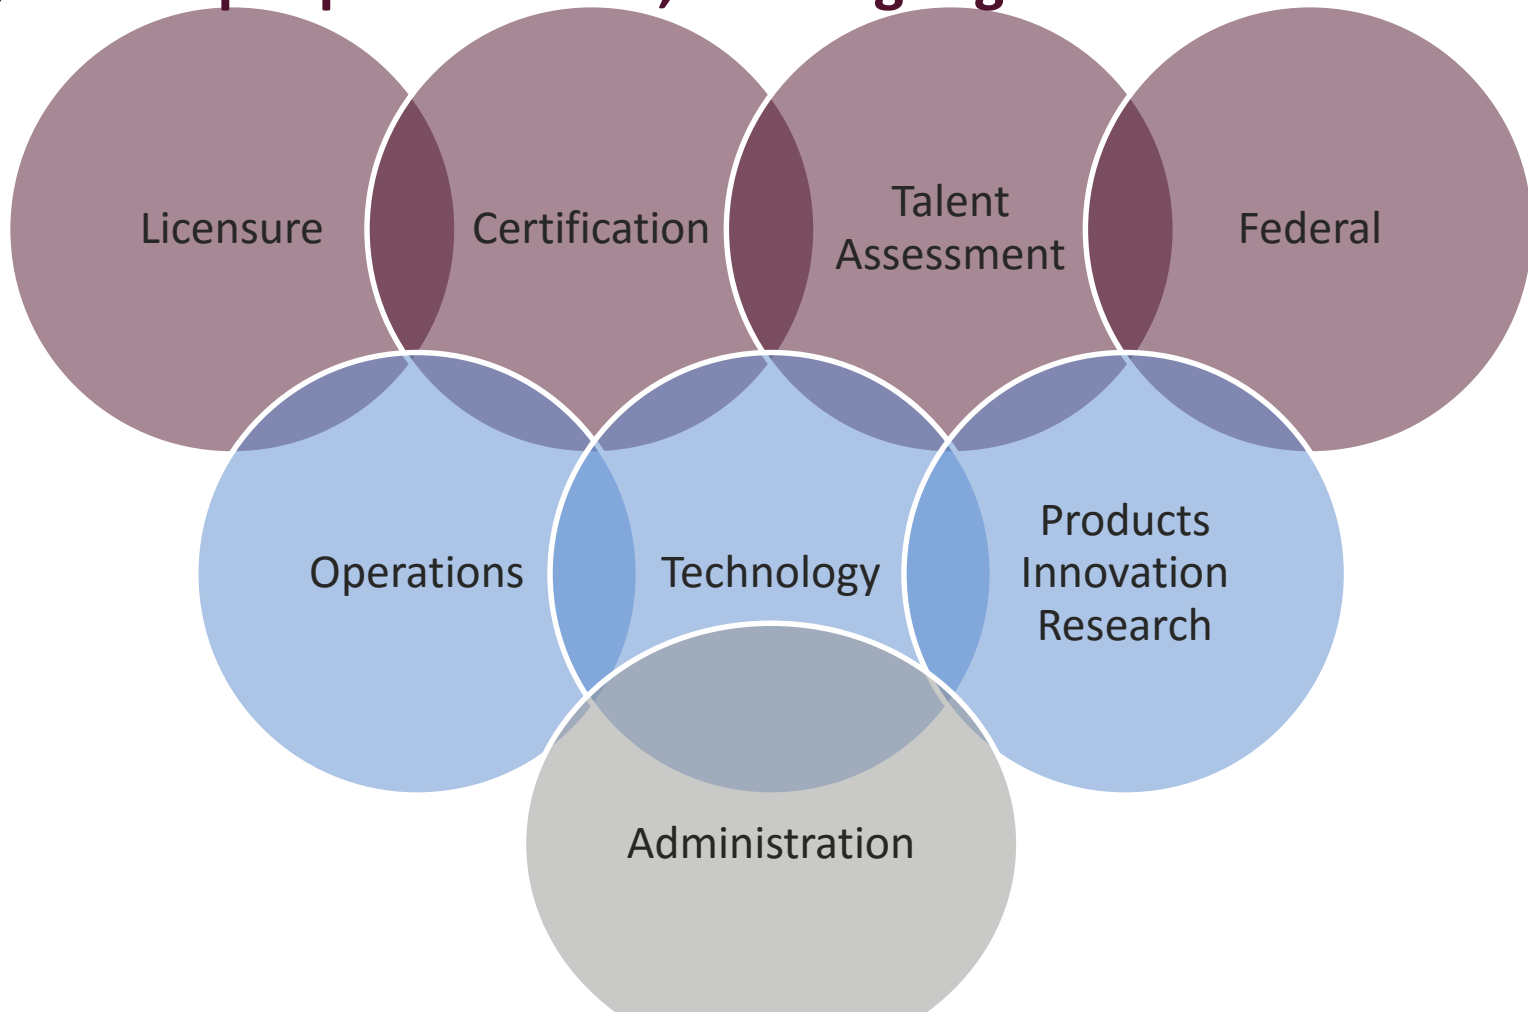 Licensure
Certification
Talent
Assessment
Federal
Operations
Technology
Products
Innovation
Research
Administration